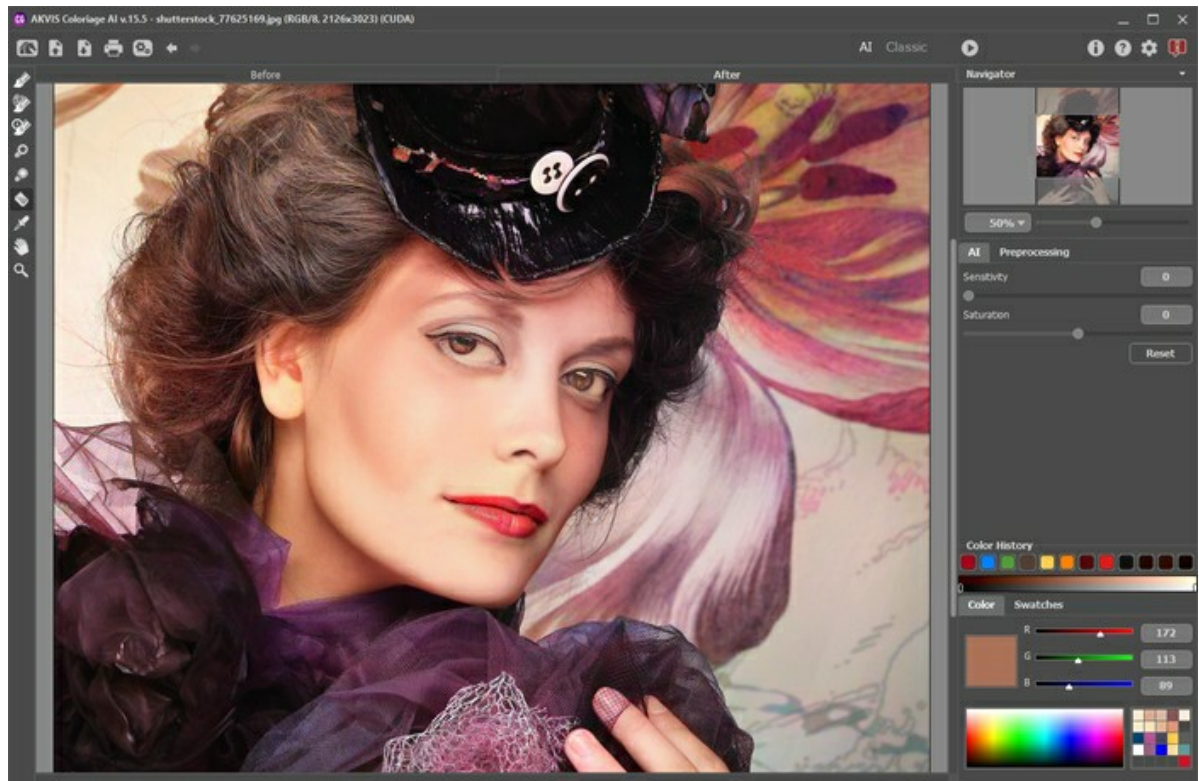 CG AKVIS Coloriage AI v.15.5 - shutterstock_77625169.jpg (RGB/8, 2126x3023) (CUDA)
AI Classic
Before After
Navigator
50%
AI Preprocessing
Sensitivity 0
Saturation 0
Reset
Color History
Color Swatches
R 172
G 113
B 89